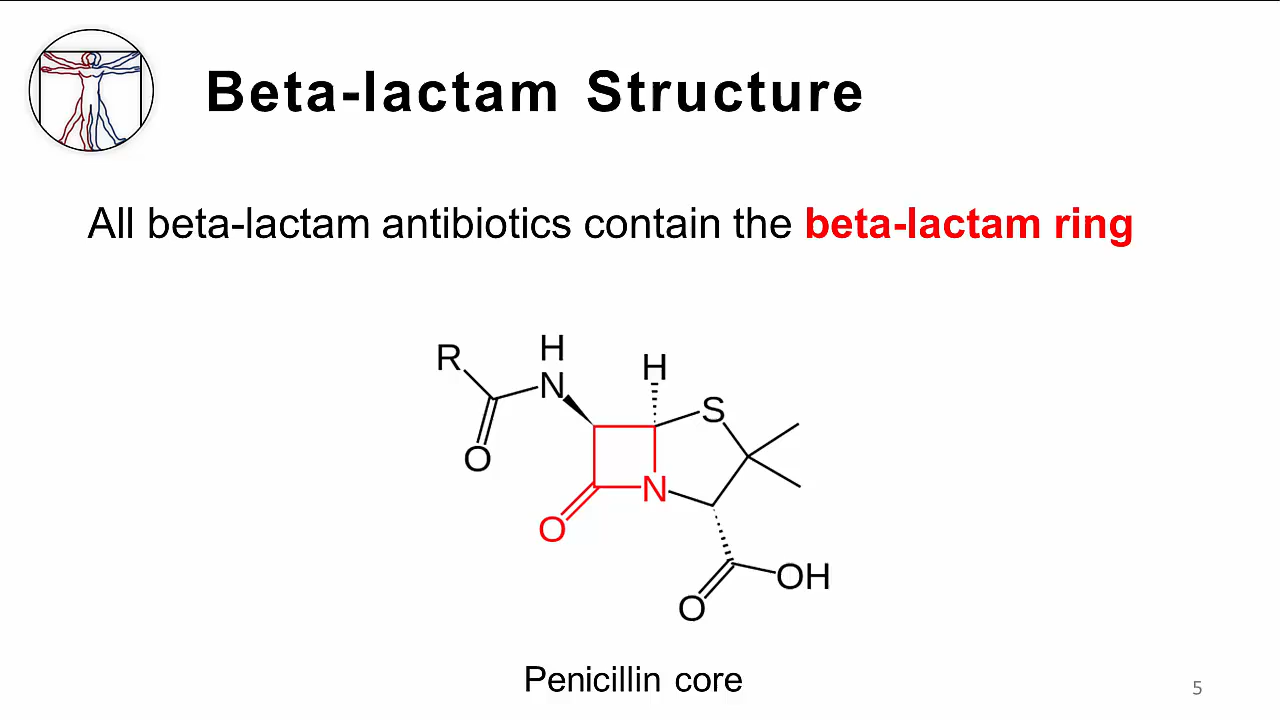 Beta-lactam Structure
All beta-lactam antibiotics contain the beta-lactam ring
H
R
H
N
S
O
N
O
OH
O
Penicillin core
5